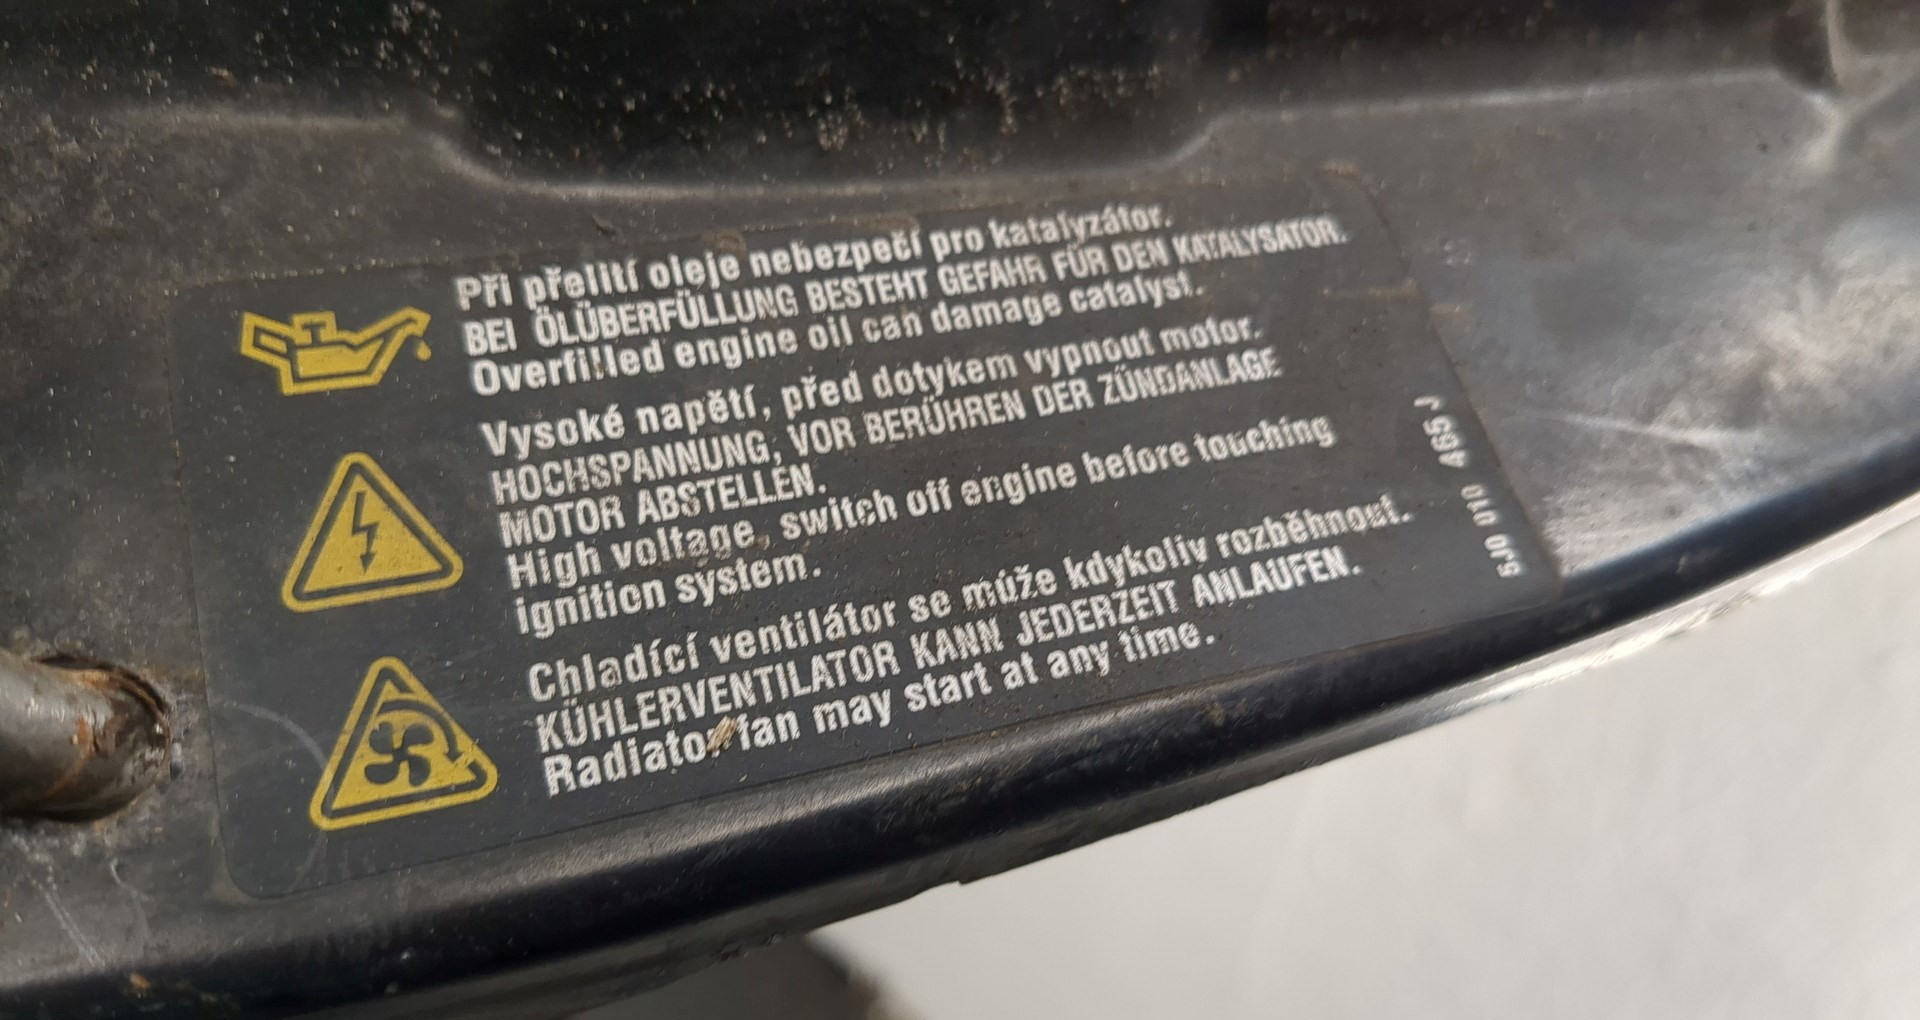 Při přelití oleje nebezpečí pro katalyzátor.
BEI ÖLÜBERFÜLLUNG BESTEHT GEFAHR FÜR DEN KATALYSATOR.
Overfilled engine oil can damage catalyst.
Vysoké napětí, před dotykem vypnout motor.
HOCHSPANNUNG, VOR BERÜHREN DER ZÜNDANLAGE
MOTOR ABSTELLEN.
High voltage, switch off engine before touching
ignition system.
Chladící ventilátor se může kdykoliv rozběhnout.
KÜHLERVENTILATOR KANN JEDERZEIT ANLAUFEN.
Radiator fan may start at any time.
5J0 010 465 J